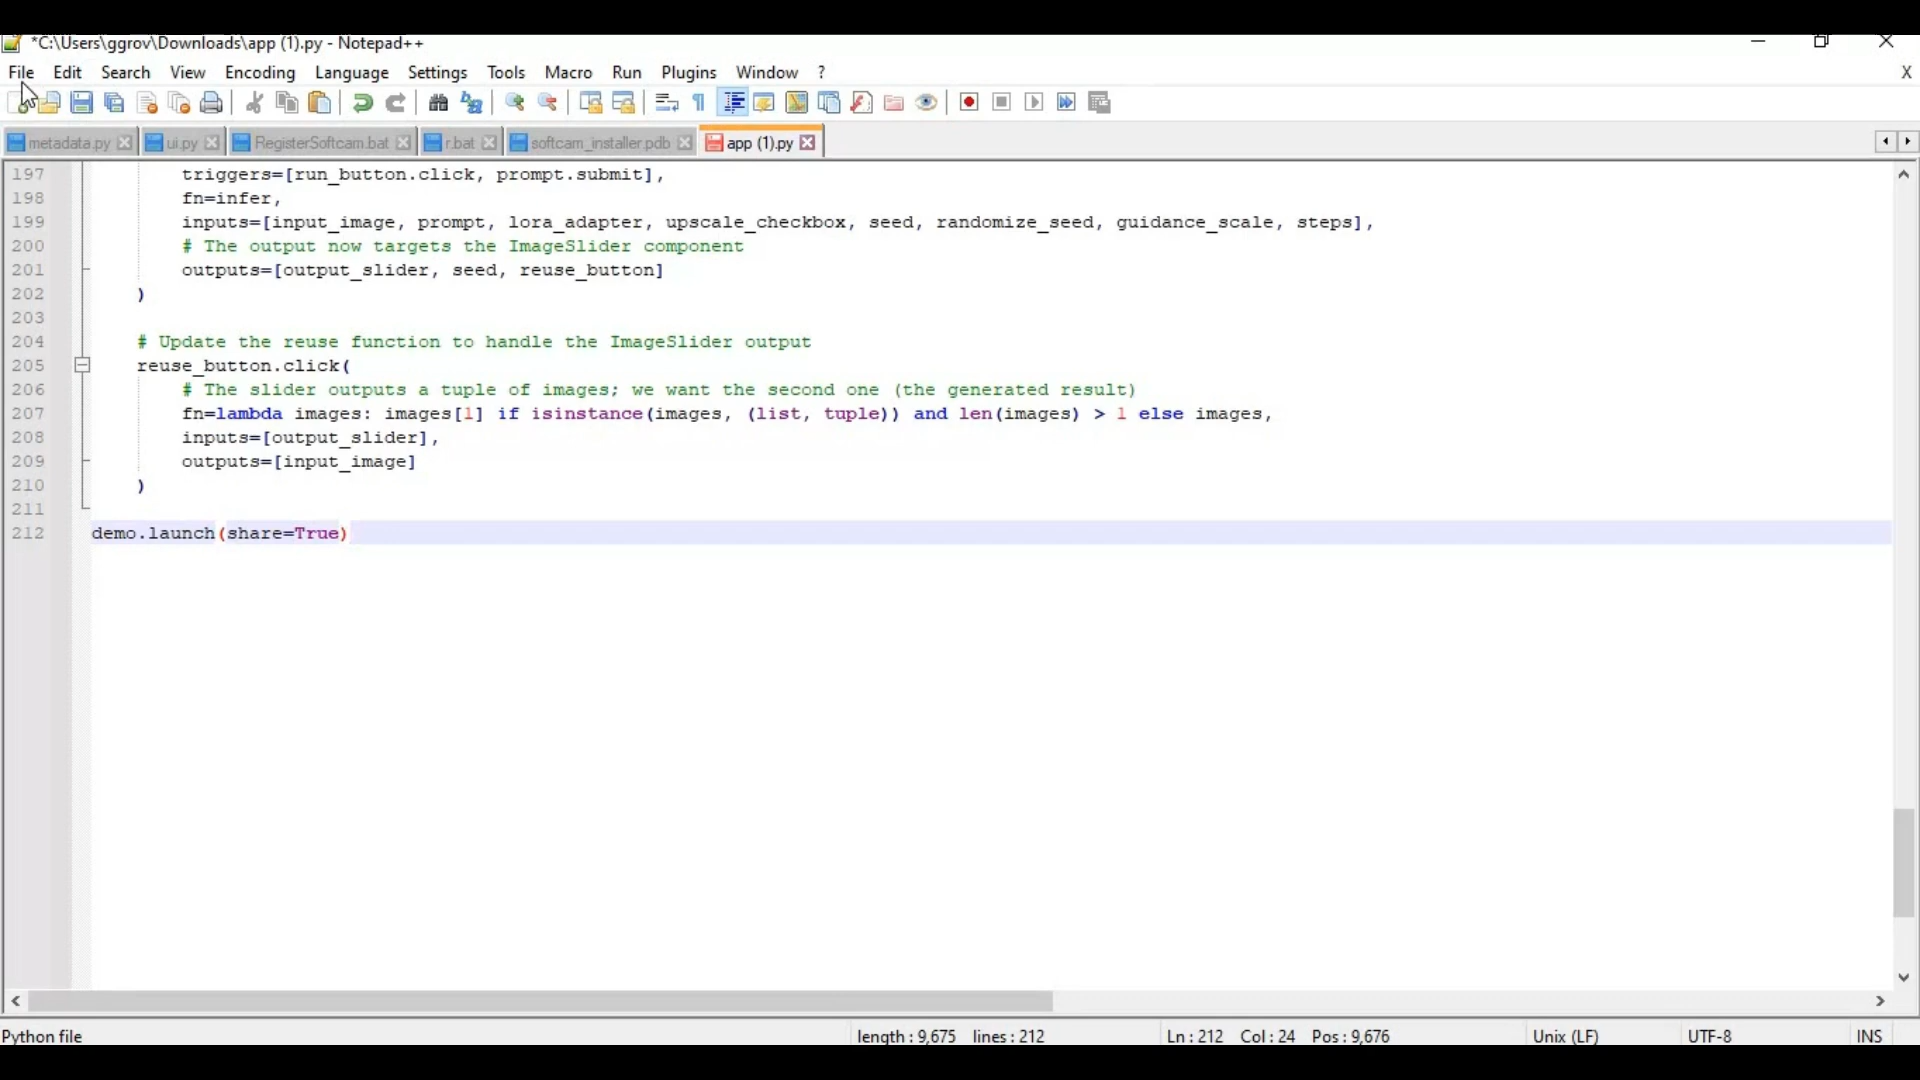 *C:\Users\ggrov\Downloads\app (1).py - Notepad++
File Edit Search View Encoding Language Settings Tools Macro Run Plugins Window ? X
metadata.py ui.py RegisterSoftcam.bat r.bat softcam_installer.pdb app (1).py
197 triggers=[run_button.click, prompt.submit],
198 fn=infer,
199 inputs=[input_image, prompt, lora_adapter, upscale_checkbox, seed, randomize_seed, guidance_scale, steps],
200 # The output now targets the ImageSlider component
201 outputs=[output_slider, seed, reuse_button]
202 )
203
204 # Update the reuse function to handle the ImageSlider output
205 reuse_button.click(
206 # The slider outputs a tuple of images; we want the second one (the generated result)
207 fn=lambda images: images[1] if isinstance(images, (list, tuple)) and len(images) > 1 else images,
208 inputs=[output_slider],
209 outputs=[input_image]
210 )
211
212 demo.launch(share=True)
Python file length : 9,675 lines : 212 Ln : 212 Col : 24 Pos : 9,676 Unix (LF) UTF-8 INS